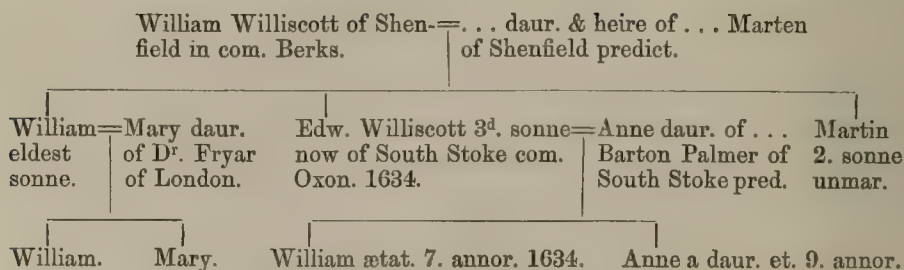 William Williscott of Shen-=... daur. & heire of ... Marten
field in com. Berks. of Shenfield predict.
William=Mary daur. Edw. Williscott 3d. sonne=Anne daur. of ... Martin
eldest of Dr. Fryar now of South Stoke com. Barton Palmer of 2. sonne
sonne. of London. Oxon. 1634. South Stoke pred. unmar.
William. Mary. William ætat. 7. annor. 1634. Anne a daur. et. 9. annor.